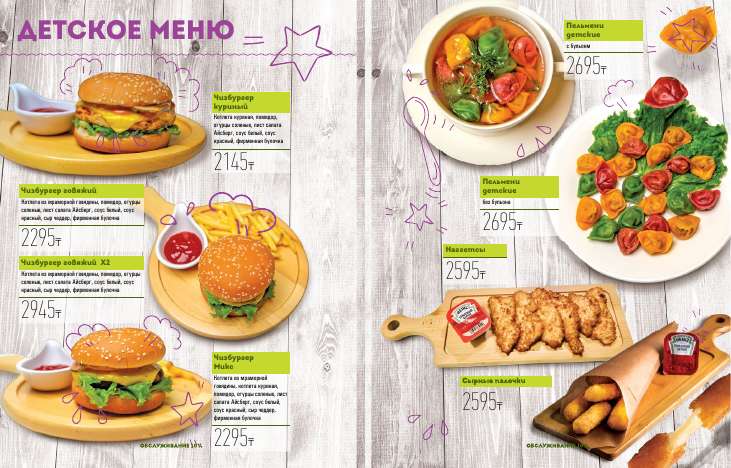 ДЕТСКОЕ МЕНЮ
Чизбургер
куриный
Котлета куриная, помидор,
огурцы соленые, лист салата
Айсберг, соус белый, соус
красный, фирменная булочка
2145₸
Чизбургер говяжий
Котлета из мраморной говядины, помидор, огурцы
соленые, лист салата Айсберг, соус белый, соус
красный, сыр чеддер, фирменная булочка
2295₸
Чизбургер говяжий X2
Котлета из мраморной говядины, помидор, огурцы
соленые, лист салата Айсберг, соус белый, соус
красный, сыр чеддер, фирменная булочка
2945₸
Чизбургер
Микс
Котлета из мраморной
говядины, котлета куриная,
помидор, огурцы соленые, лист
салата Айсберг, соус белый,
соус красный, сыр чеддер,
фирменная булочка
2295₸
ОБСЛУЖИВАНИЕ 10%
Пельмени
детские
с бульоном
2695₸
Пельмени
детские
без бульона
2695₸
Наггетсы
2595₸
HEINZ
Сырные палочки
2595₸
HEINZ
ОБСЛУЖИВАНИЕ